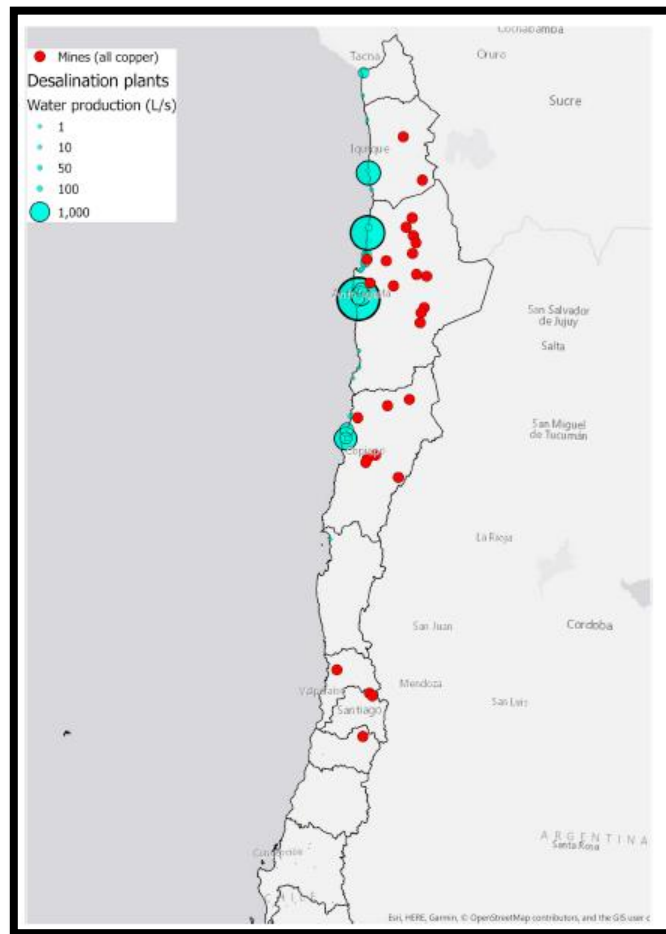 Mines (all copper)
Desalination plants
Water production (L/s)
1
10
50
100
1,000
Cochabamba
Tacna
Oruro
Sucre
Iquique
San Salvador
de Jujuy
Salta
San Miguel
de Tucumán
Copiapó
La Rioja
San Juan
Córdoba
Valparaíso
Mendoza
San Luis
Santiago
ARGENTINA
Santa Rosa
Concepción
CHILE
Esri, HERE, Garmin, © OpenStreetMap contributors, and the GIS user c